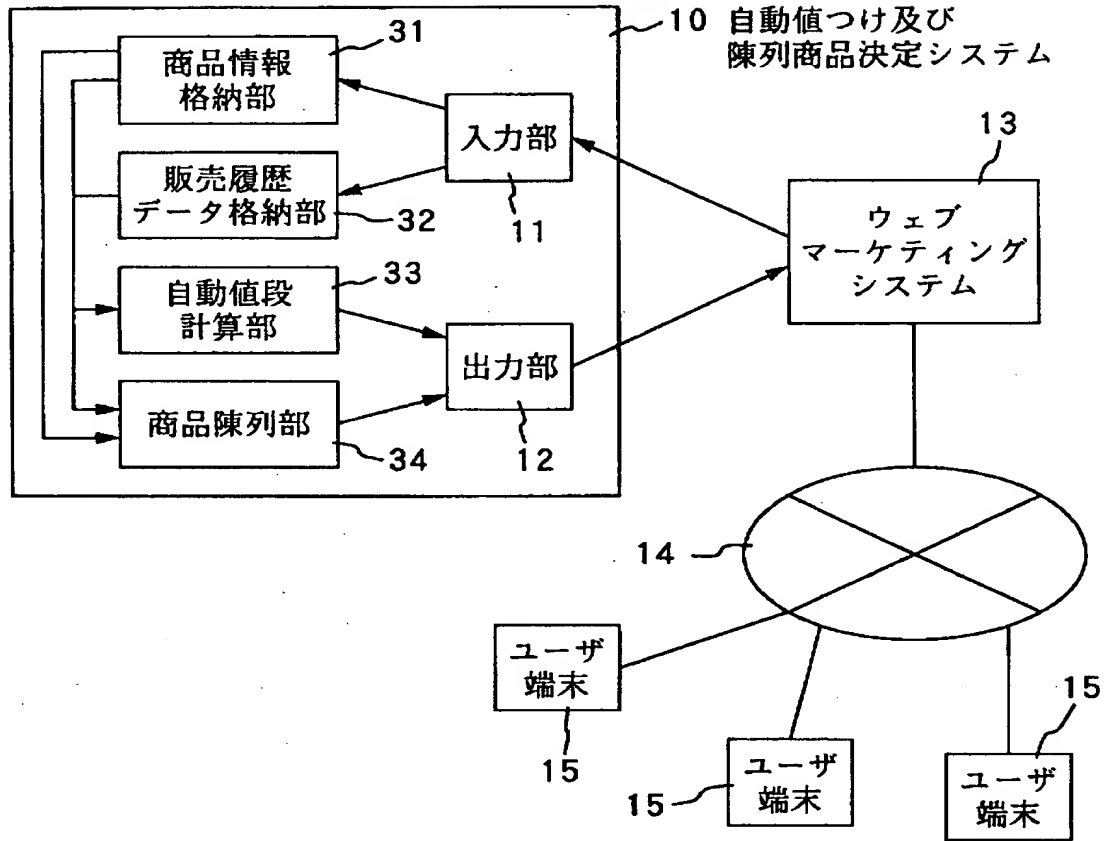 10 自動値つけ及び
陳列商品決定システム
31
商品情報
格納部
入力部
11
販売履歴
データ格納部
32
33
自動値段
計算部
出力部
12
商品陳列部
34
13
ウェブ
マーケティング
システム
14
ユーザ
端末
15
ユーザ
端末
15
ユーザ
端末
15